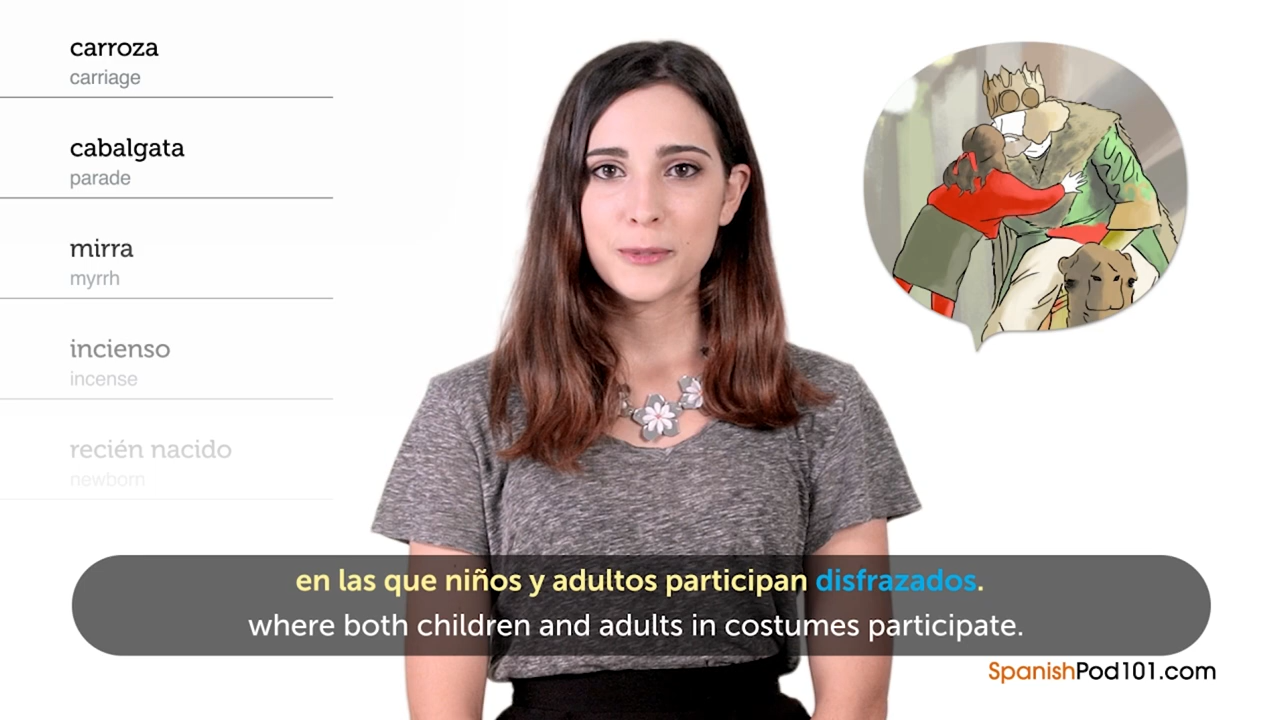 carroza
carriage
cabalgata
parade
mirra
myrrh
incienso
incense
recién nacido
newborn
en las que niños y adultos participan disfrazados.
where both children and adults in costumes participate.
SpanishPod101.com